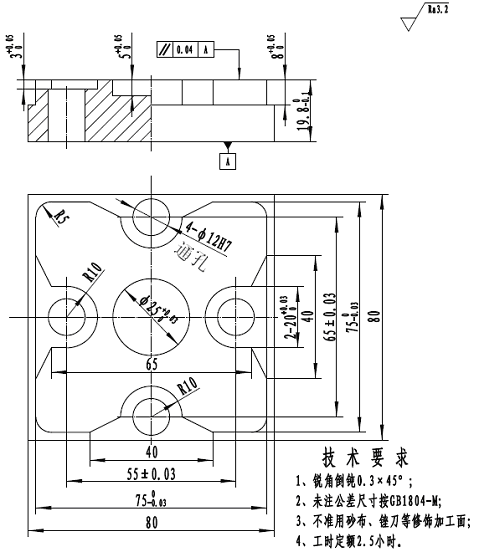 Ra3.2
3 +0.05 0
5 +0.05 0
// 0.04 A
8 +0.05 0
19.8 0 -0.1
A
R5
4-φ12H7
通孔
R10
φ25 +0.03 0
65
R10
2-20 +0.03 0
40
65±0.03
75 0 -0.03
80
40
55±0.03
75 0 -0.03
80
技术要求
1、锐角倒钝0.3×45°;
2、未注公差尺寸按GB1804-M;
3、不准用砂布、锉刀等修饰加工面;
4、工时定额2.5小时.